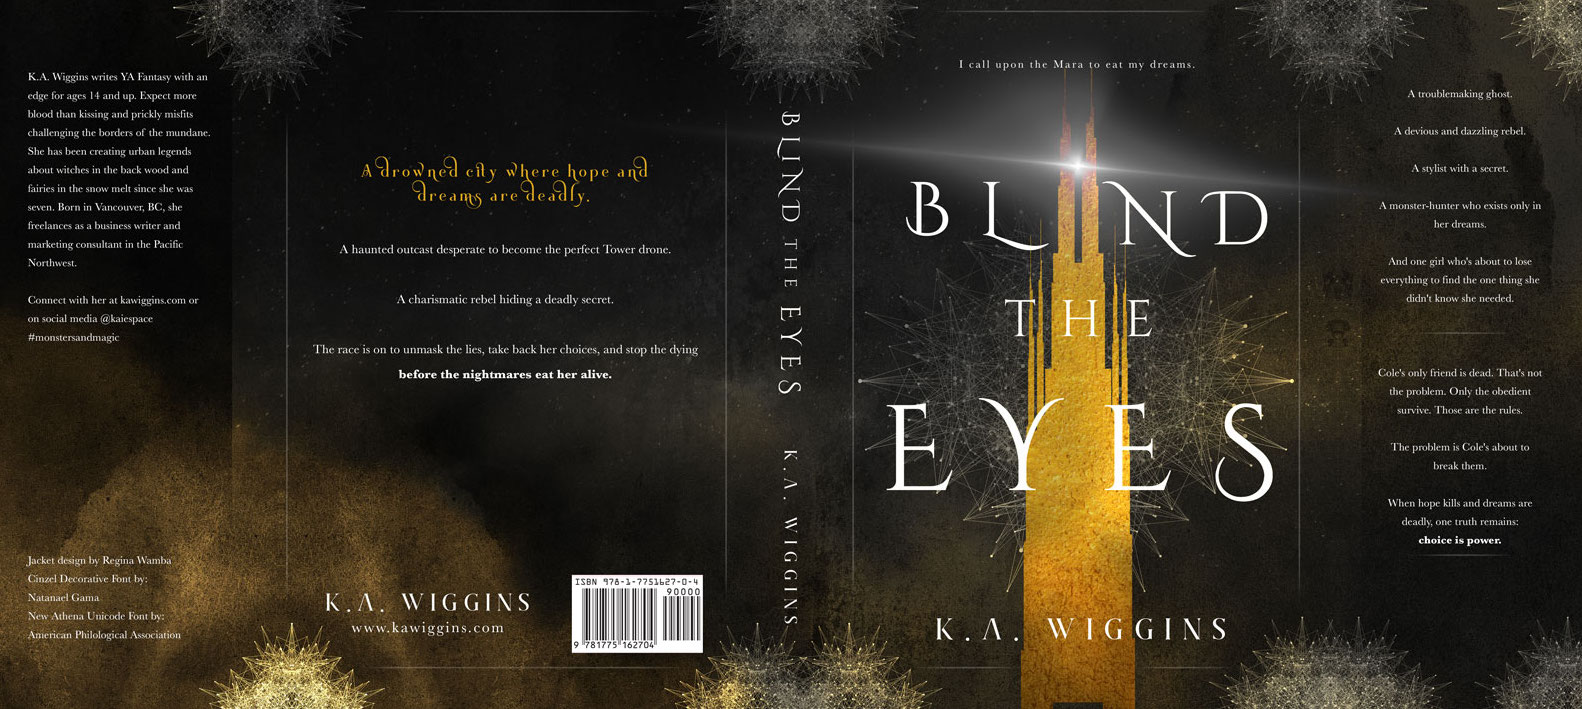 K.A. Wiggins writes YA Fantasy with an
edge for ages 14 and up. Expect more
blood than kissing and prickly misfits
challenging the borders of the mundane.
She has been creating urban legends
about witches in the back wood and
fairies in the snow melt since she was
seven. Born in Vancouver, BC, she
freelances as a business writer and
marketing consultant in the Pacific
Northwest.
Connect with her at kawiggins.com or
on social media @kaiespace
#monstersandmagic
Jacket design by Regina Wamba
Cinzel Decorative Font by:
Natanael Gama
New Athena Unicode Font by:
American Philological Association
A drowned city where hope and
dreams are deadly.
A haunted outcast desperate to become the perfect Tower drone.
A charismatic rebel hiding a deadly secret.
The race is on to unmask the lies, take back her choices, and stop the dying
before the nightmares eat her alive.
K.A. WIGGINS
www.kawiggins.com
ISBN 978-1-7751627-0-4
90000
9 781775 162704
BLIND THE EYES K.A. WIGGINS
I call upon the Mara to eat my dreams.
BLIND
THE
EYES
K.A. WIGGINS
A troublemaking ghost.
A devious and dazzling rebel.
A stylist with a secret.
A monster-hunter who exists only in
her dreams.
And one girl who's about to lose
everything to find the one thing she
didn't know she needed.
Cole's only friend is dead. That's not
the problem. Only the obedient
survive. Those are the rules.
The problem is Cole's about to
break them.
When hope kills and dreams are
deadly, one truth remains:
choice is power.